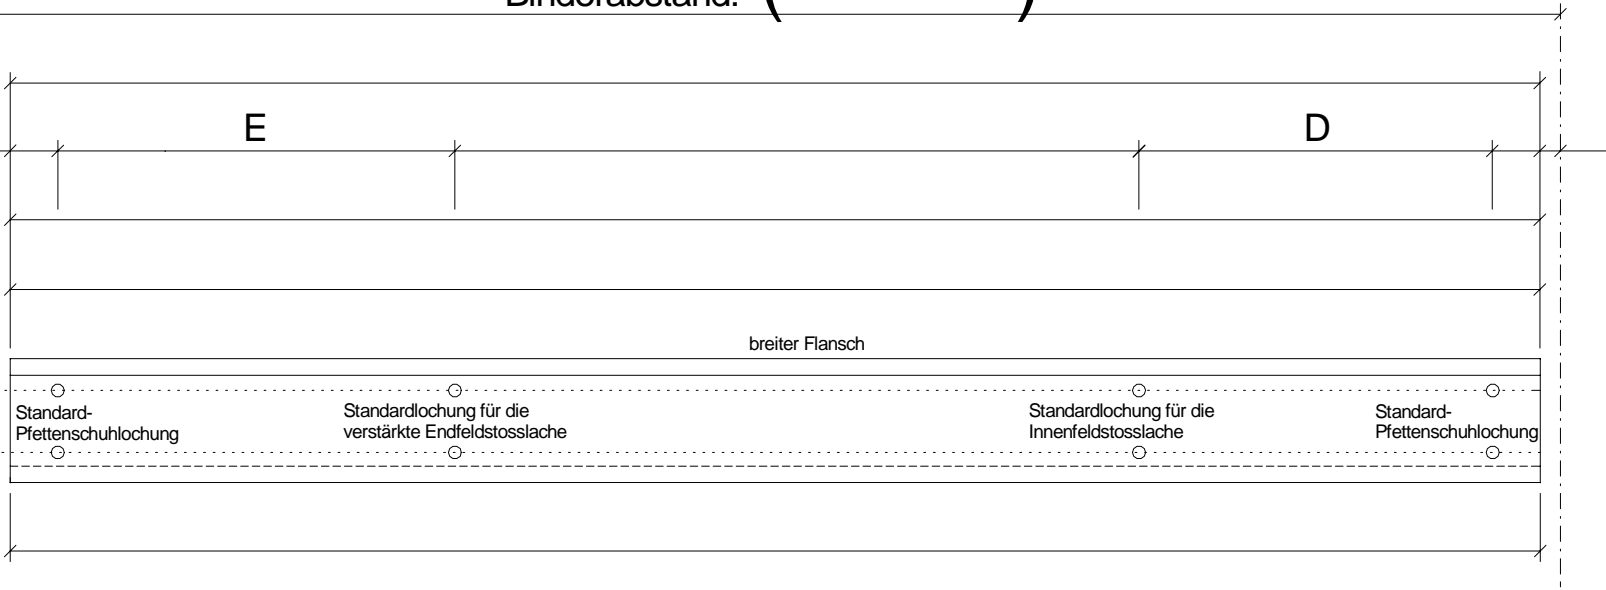 Binderabstand: ( )
E
D
breiter Flansch
Standard-
Pfettenschuhlochung
Standardlochung für die
verstärkte Endfeldstosslache
Standardlochung für die
Innenfeldstosslache
Standard-
Pfettenschuhlochung